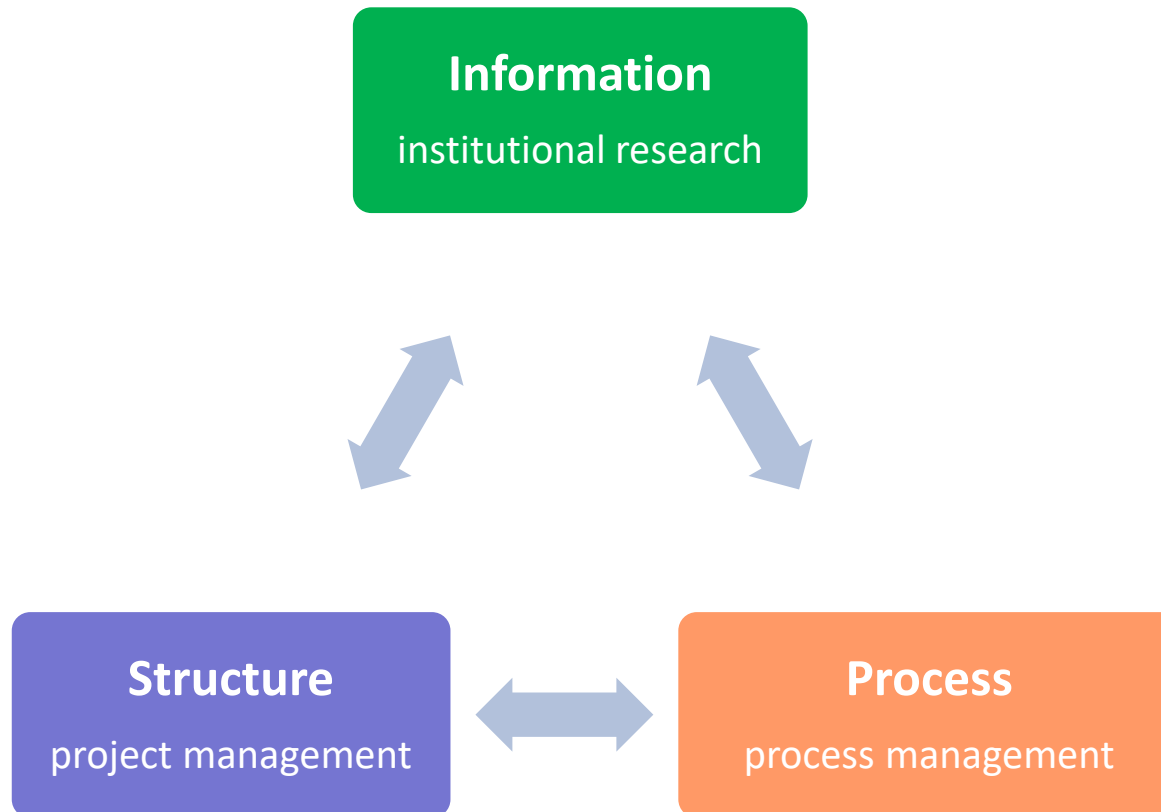 Information
institutional research
Structure
project management
Process
process management